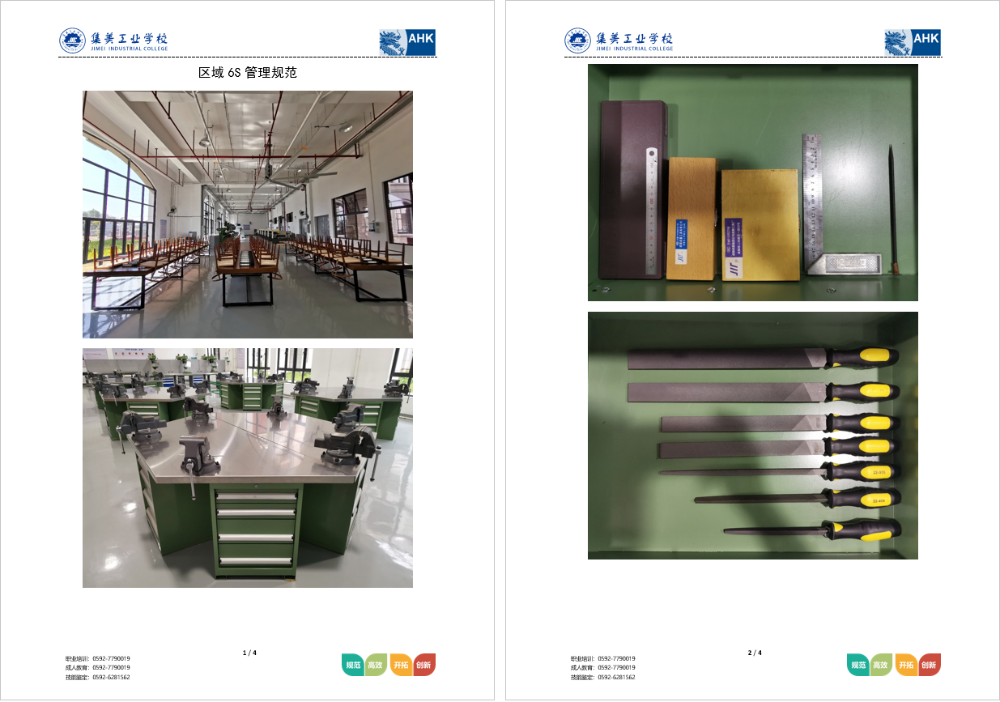 集美工业学校
JIMEI INDUSTRIAL COLLEGE
AHK
区域 6S 管理规范
1 / 4
职业培训: 0592-7790019
成人教育: 0592-7790019
技能鉴定: 0592-6281562
规范 高效 开拓 创新
集美工业学校
JIMEI INDUSTRIAL COLLEGE
AHK
22-370
22-404
2 / 4
职业培训: 0592-7790019
成人教育: 0592-7790019
技能鉴定: 0592-6281562
规范 高效 开拓 创新